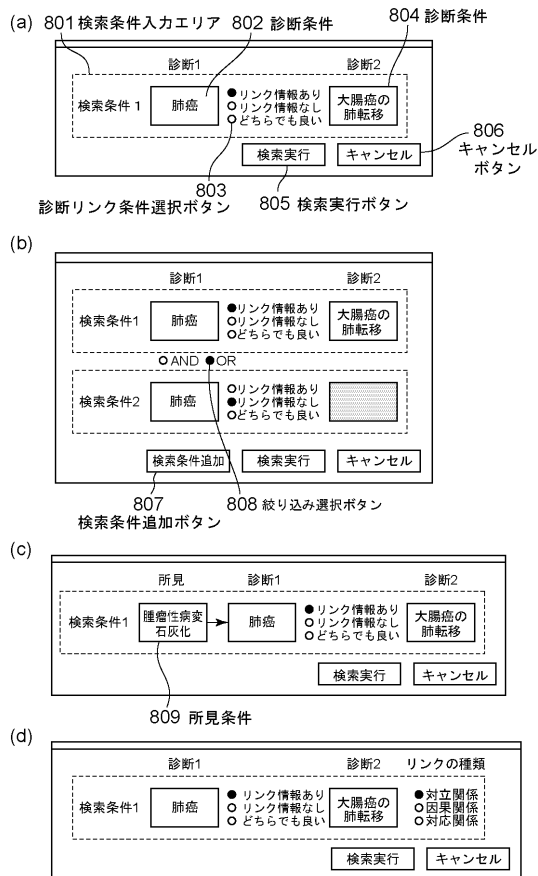 (a)
801 検索条件入力エリア
802 診断条件
804 診断条件
診断1
診断2
検索条件1
肺癌
リンク情報あり
リンク情報なし
どちらでも良い
大腸癌の
肺転移
検索実行
キャンセル
803
診断リンク条件選択ボタン
805 検索実行ボタン
806
キャンセル
ボタン
(b)
診断1
診断2
検索条件1
肺癌
リンク情報あり
リンク情報なし
どちらでも良い
大腸癌の
肺転移
AND
OR
検索条件2
肺癌
リンク情報あり
リンク情報なし
どちらでも良い
検索条件追加
検索実行
キャンセル
807
検索条件追加ボタン
808 絞り込み選択ボタン
(c)
所見
診断1
診断2
検索条件1
腫瘤性病変
石灰化
肺癌
リンク情報あり
リンク情報なし
どちらでも良い
大腸癌の
肺転移
検索実行
キャンセル
809 所見条件
(d)
診断1
診断2
リンクの種類
検索条件1
肺癌
リンク情報あり
リンク情報なし
どちらでも良い
大腸癌の
肺転移
対立関係
因果関係
対応関係
検索実行
キャンセル